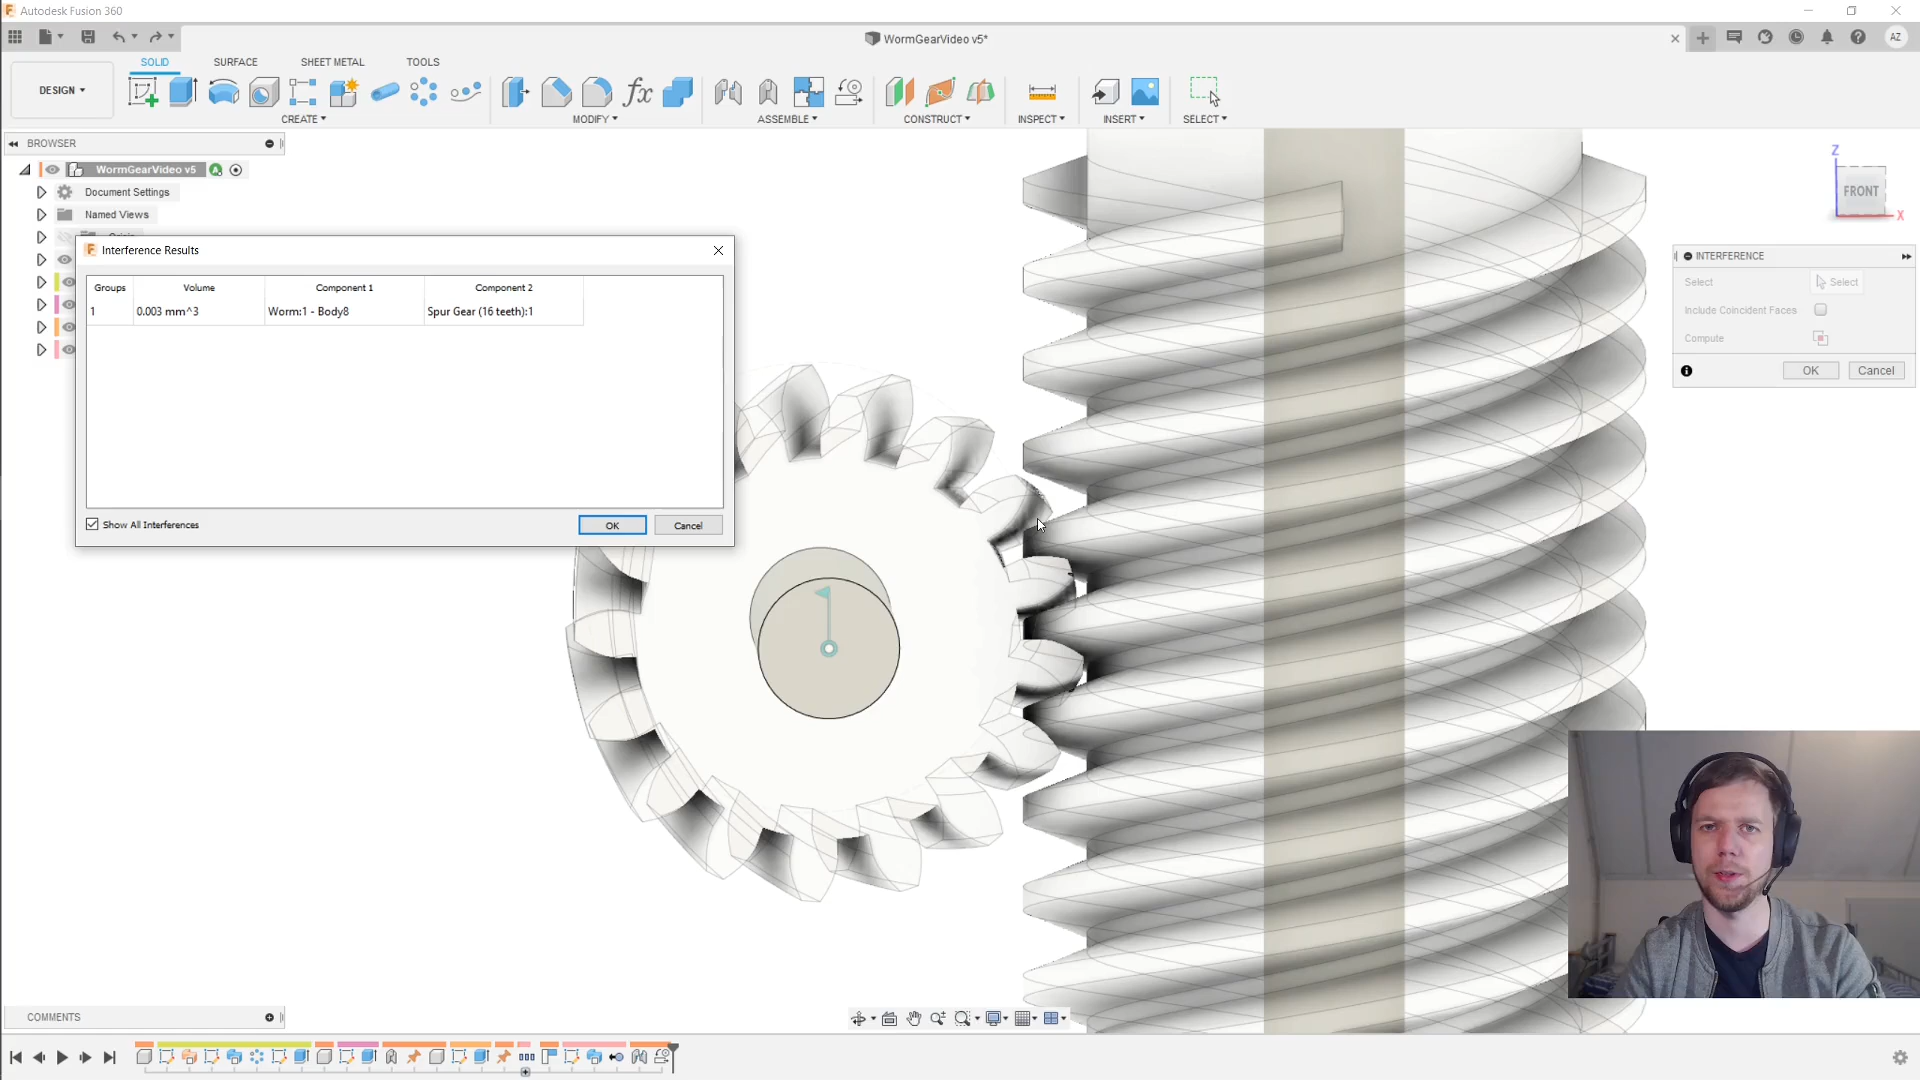 Autodesk Fusion 360
WormGearVideo v5*
AZ
SOLID
SURFACE
SHEET METAL
TOOLS
DESIGN
CREATE
MODIFY
ASSEMBLE
CONSTRUCT
INSPECT
INSERT
SELECT
BROWSER
WormGearVideo v5
Document Settings
Named Views
Interference Results
Groups Volume Component 1 Component 2
1 0.003 mm^3 Worm:1 - Body8 Spur Gear (16 teeth):1
Show All Interferences
OK
Cancel
Z
FRONT
X
INTERFERENCE
Select Select
Include Coincident Faces
Compute
OK Cancel
COMMENTS